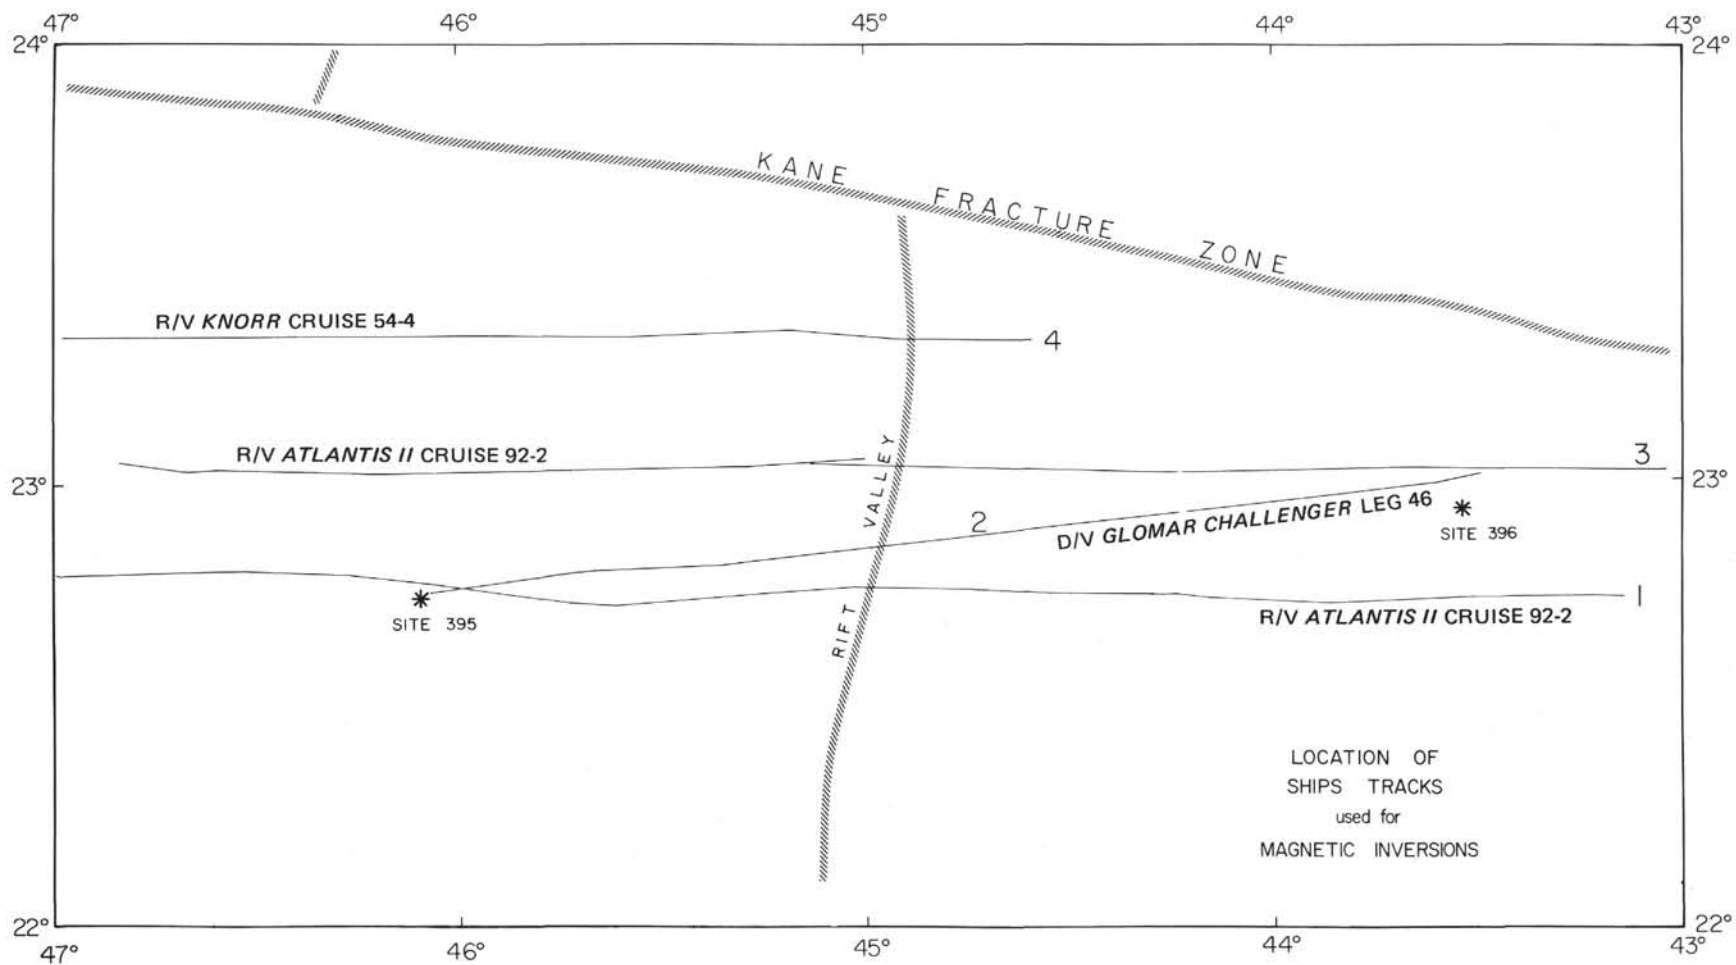 47° 46° 45° 44° 43°
24° 24°
KANE FRACTURE ZONE
R/V KNORR CRUISE 54-4
4
R/V ATLANTIS II CRUISE 92-2
3
23° 23°
2
D/V GLOMAR CHALLENGER LEG 46
SITE 396
RIFT VALLEY
SITE 395
1
R/V ATLANTIS II CRUISE 92-2
LOCATION OF
SHIPS TRACKS
used for
MAGNETIC INVERSIONS
22° 22°
47° 46° 45° 44° 43°